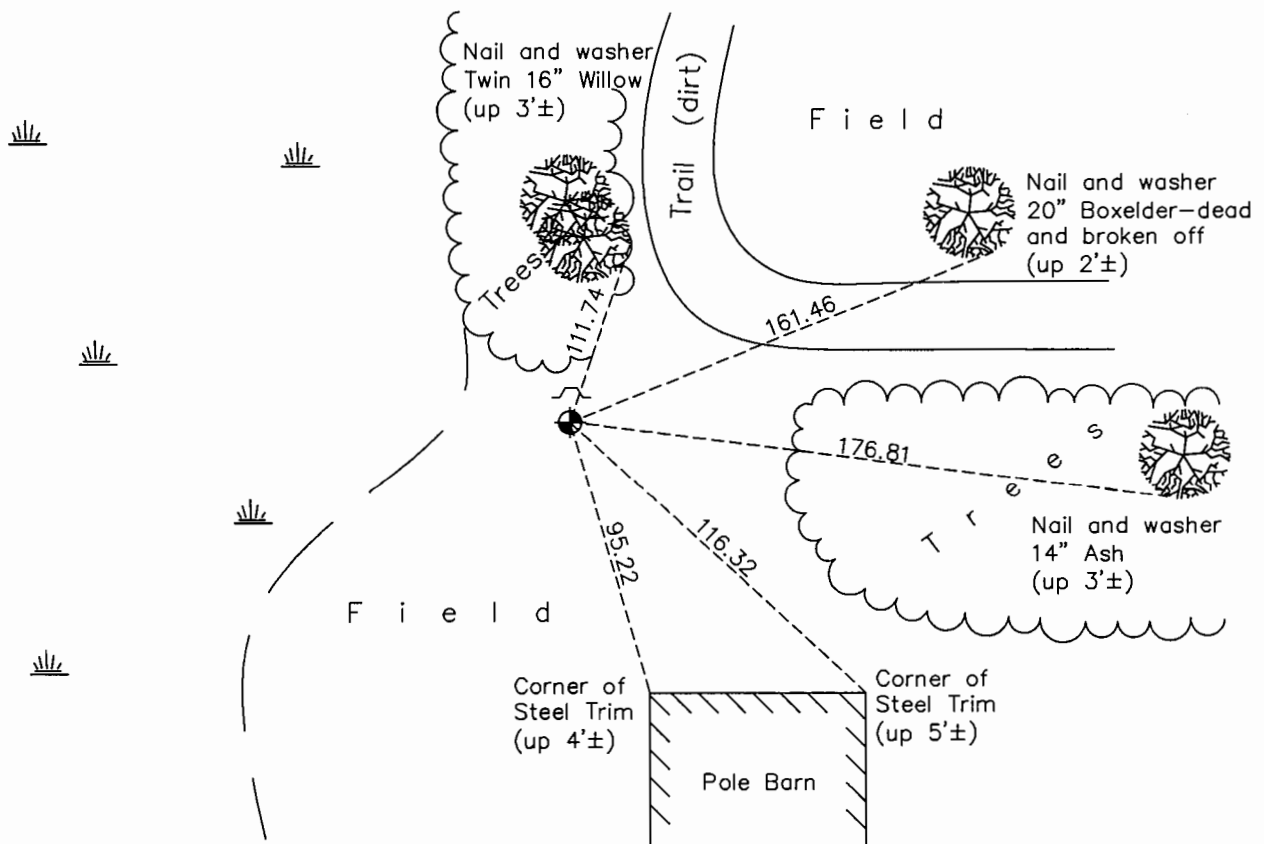 Nail and washer
Twin 16" Willow
(up 3'±)
Trail (dirt)
Field
Nail and washer
20" Boxelder-dead
and broken off
(up 2'±)
Trees
111.74
161.46
176.81
Trees
Nail and washer
14" Ash
(up 3'±)
95.22
116.32
Field
Corner of
Steel Trim
(up 4'±)
Corner of
Steel Trim
(up 5'±)
Pole Barn